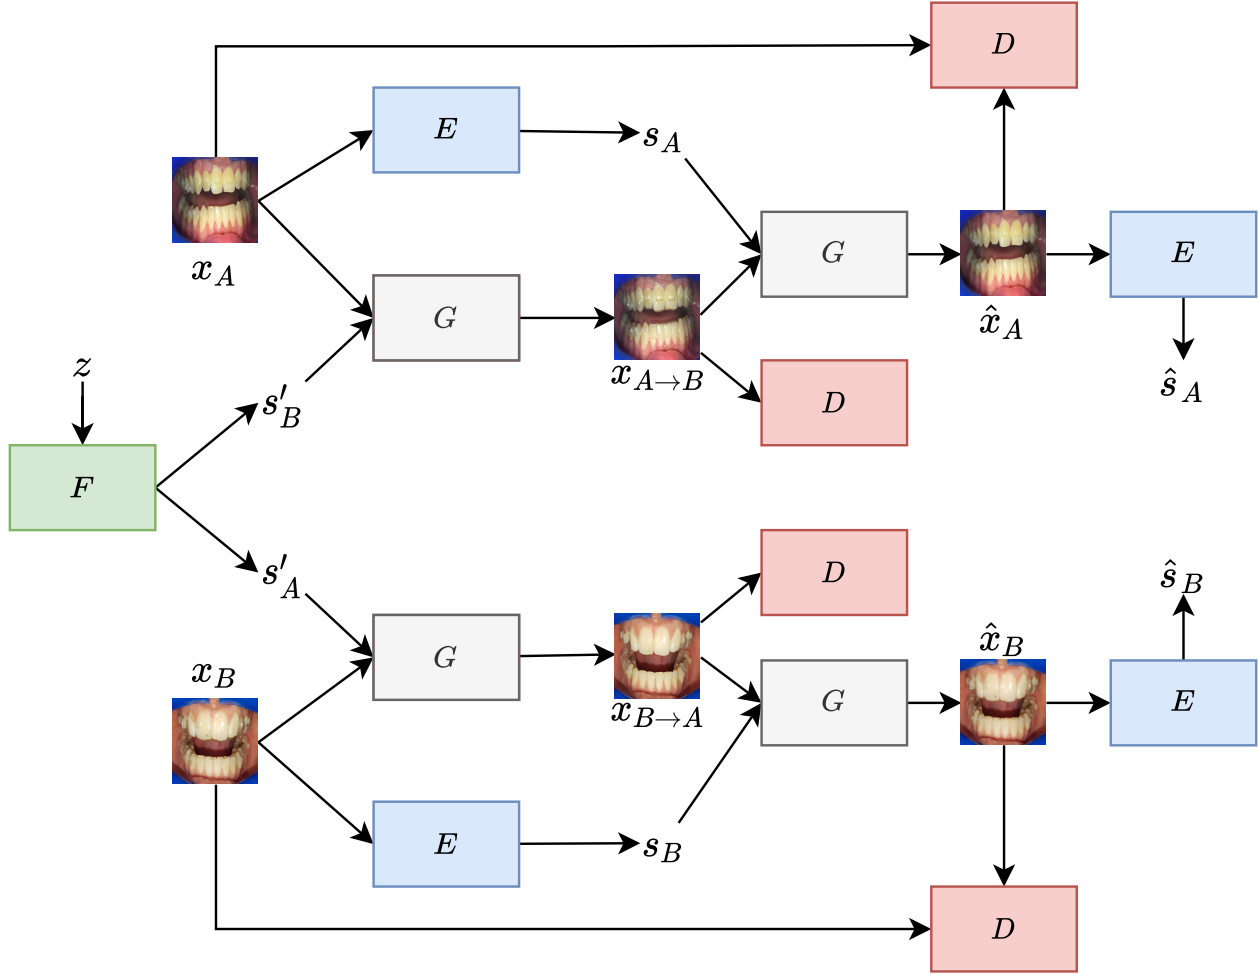 D
E
s_A
G
x_A
E
G
x̂_A
z
x_{A→B}
ŝ_A
s′_B
D
F
s′_A
D
ŝ_B
G
x̂_B
x_B
x_{B→A}
G
E
E
s_B
D